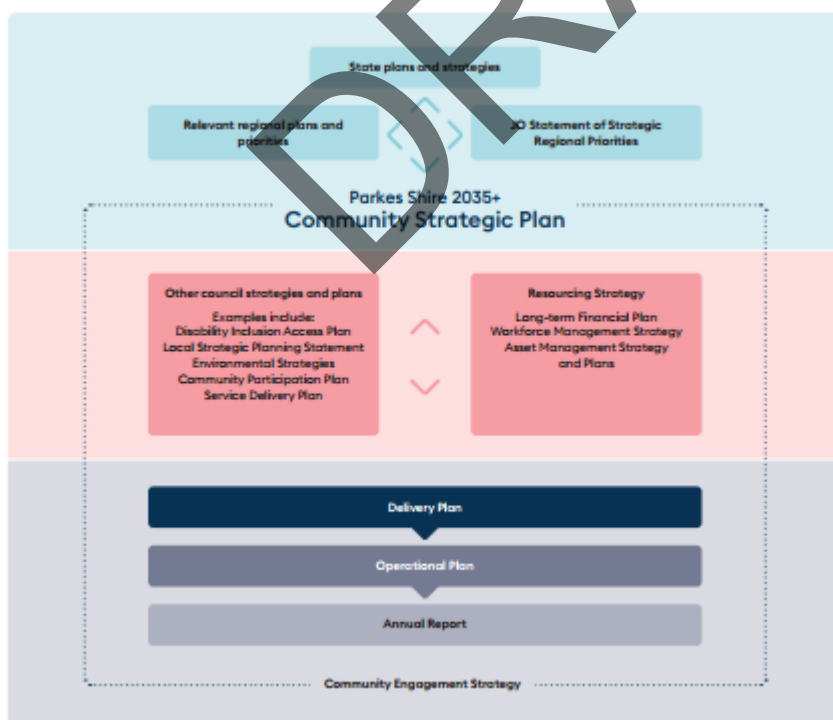 State plans and strategies
Relevant regional plans and
priorities
JO Statement of Strategic
Regional Priorities
Parkes Shire 2035+
Community Strategic Plan
Other council strategies and plans
Examples include:
Disability Inclusion Access Plan
Local Strategic Planning Statement
Environmental Strategies
Community Participation Plan
Service Delivery Plan
Resourcing Strategy
Long-term Financial Plan
Workforce Management Strategy
Asset Management Strategy
and Plans
Delivery Plan
Operational Plan
Annual Report
Community Engagement Strategy